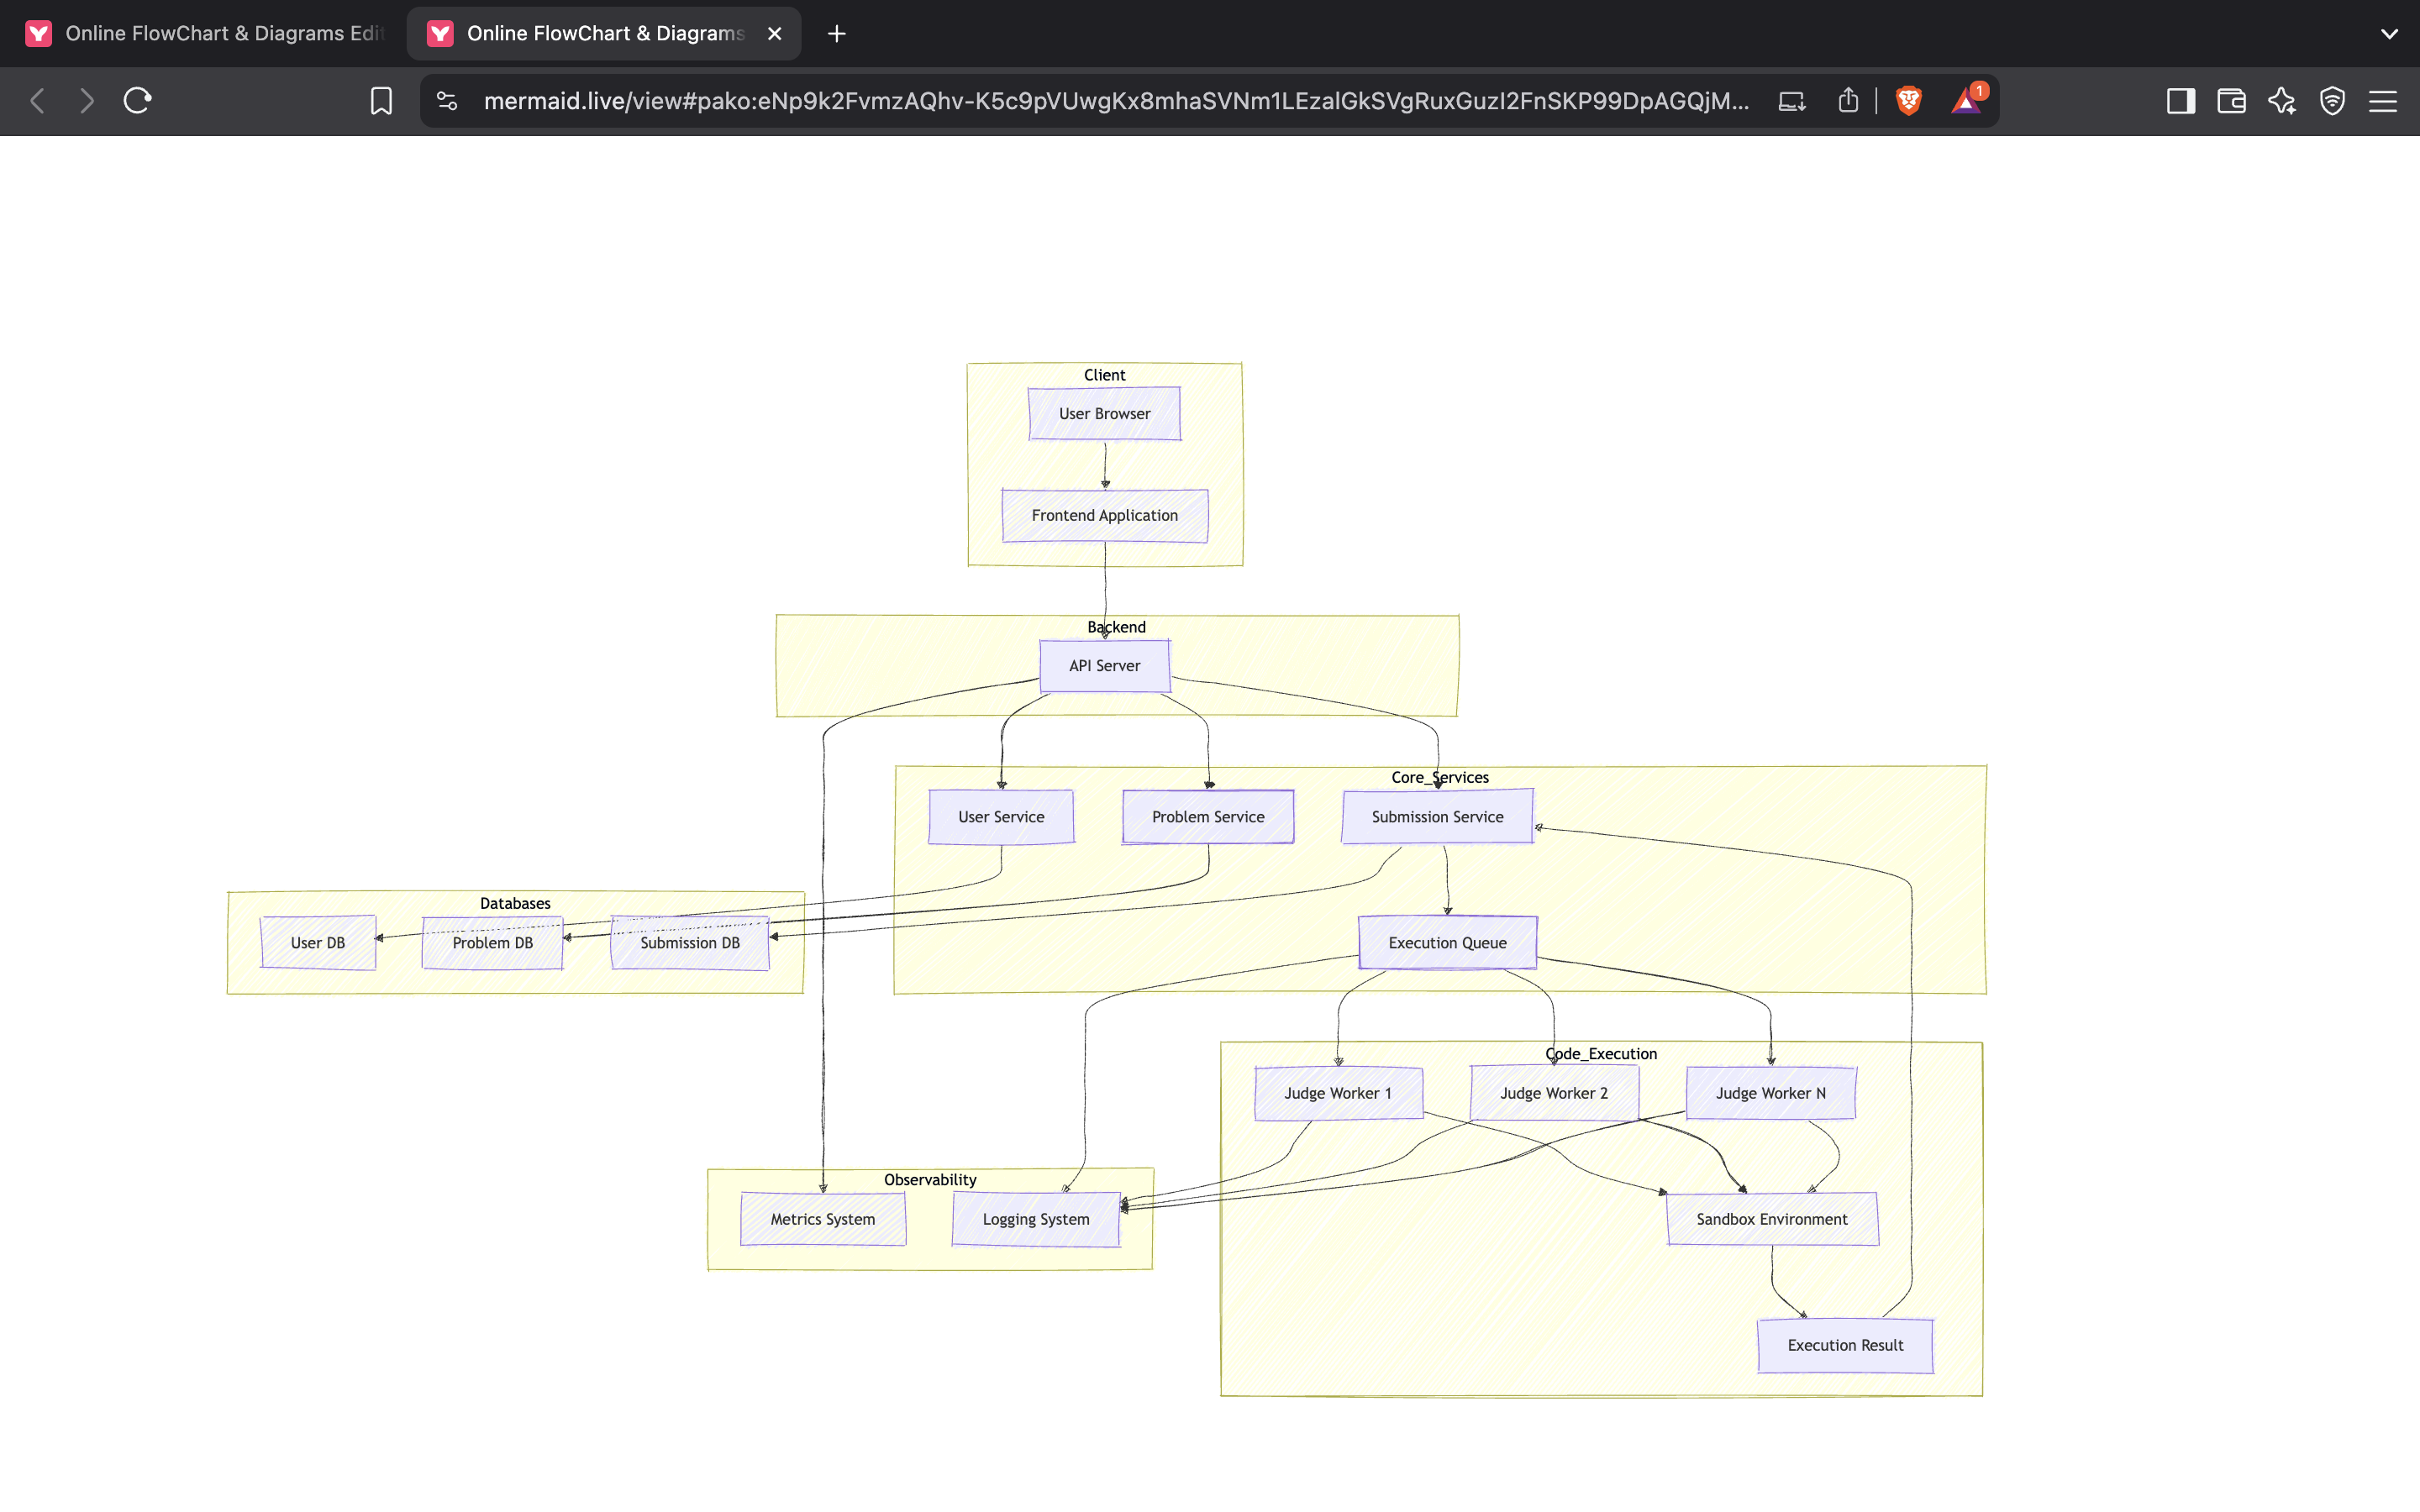 Online FlowChart & Diagrams Edit
Online FlowChart & Diagrams
mermaid.live/view#pako:eNp9k2FvmzAQhv-K5c9pVUwgKx8mhaSVNm1LEzalGkSVgRuxGuzI2FnSKP99DpAGQjM...
1
Client
User Browser
Frontend Application
Backend
API Server
Core_Services
User Service
Problem Service
Submission Service
Databases
User DB
Problem DB
Submission DB
Execution Queue
Code_Execution
Judge Worker 1
Judge Worker 2
Judge Worker N
Observability
Metrics System
Logging System
Sandbox Environment
Execution Result